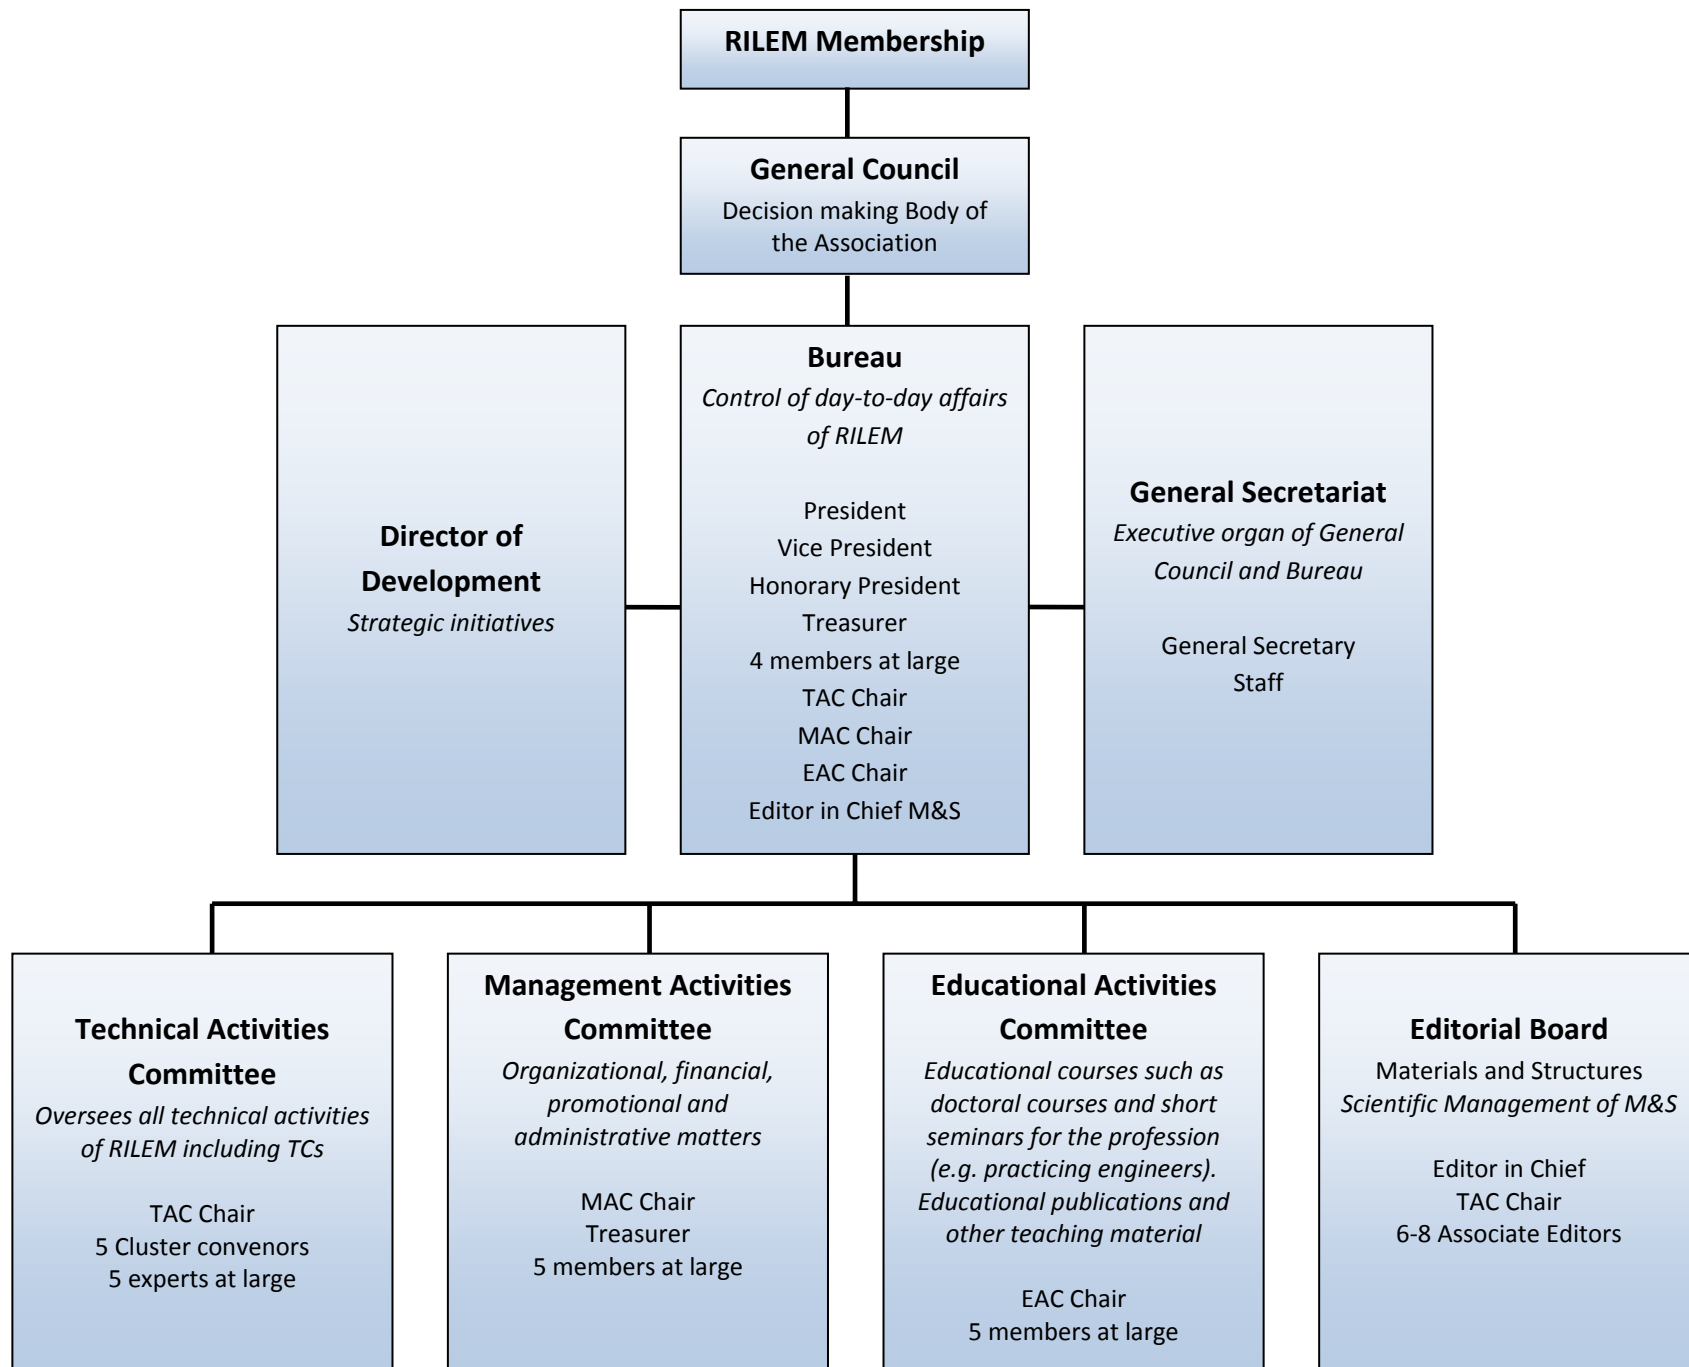 RILEM Membership
General Council
Decision making Body of
the Association
Director of
Development
Strategic initiatives
Bureau
Control of day-to-day affairs
of RILEM
President
Vice President
Honorary President
Treasurer
4 members at large
TAC Chair
MAC Chair
EAC Chair
Editor in Chief M&S
General Secretariat
Executive organ of General
Council and Bureau
General Secretary
Staff
Technical Activities
Committee
Oversees all technical activities
of RILEM including TCs
TAC Chair
5 Cluster convenors
5 experts at large
Management Activities
Committee
Organizational, financial,
promotional and
administrative matters
MAC Chair
Treasurer
5 members at large
Educational Activities
Committee
Educational courses such as
doctoral courses and short
seminars for the profession
(e.g. practicing engineers).
Educational publications and
other teaching material
EAC Chair
5 members at large
Editorial Board
Materials and Structures
Scientific Management of M&S
Editor in Chief
TAC Chair
6-8 Associate Editors